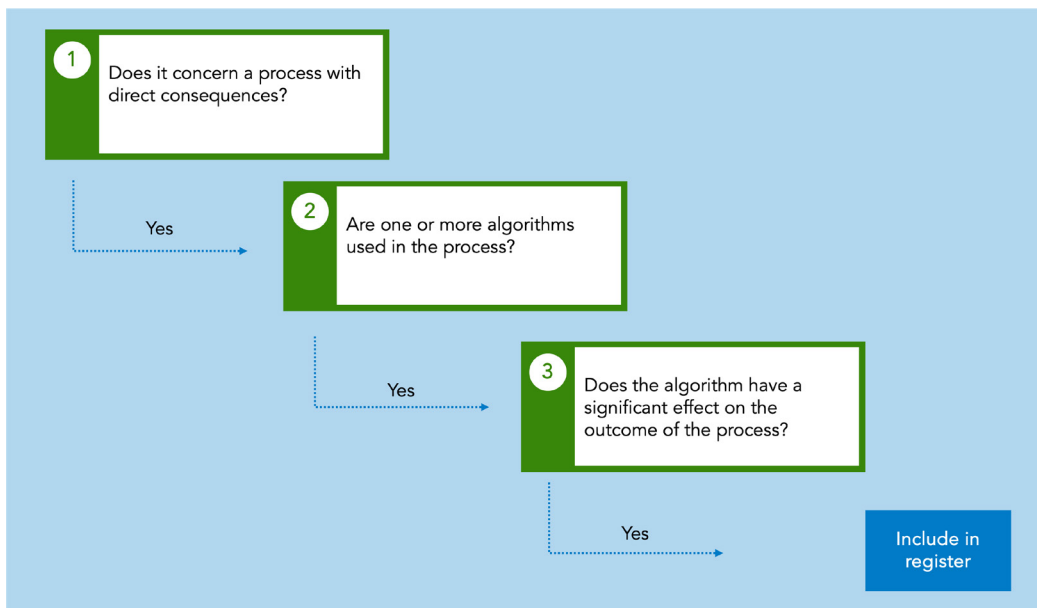 1
Does it concern a process with
direct consequences?
Yes
2
Are one or more algorithms
used in the process?
Yes
3
Does the algorithm have a
significant effect on the
outcome of the process?
Yes
Include in
register